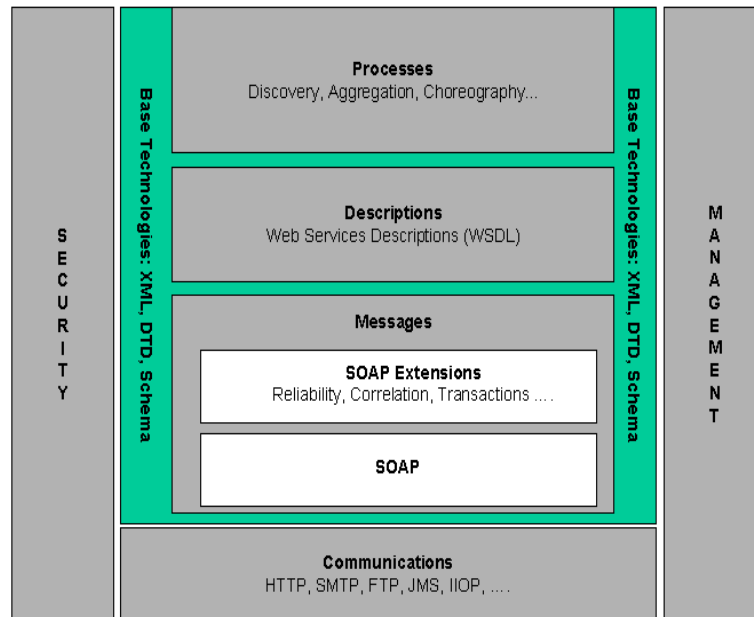 SECURITY
Base Technologies: XML, DTD, Schema
Processes
Discovery, Aggregation, Choreography...
Descriptions
Web Services Descriptions (WSDL)
Messages
SOAP Extensions
Reliability, Correlation, Transactions ....
SOAP
Base Technologies: XML, DTD, Schema
MANAGEMENT
Communications
HTTP, SMTP, FTP, JMS, IIOP, ....